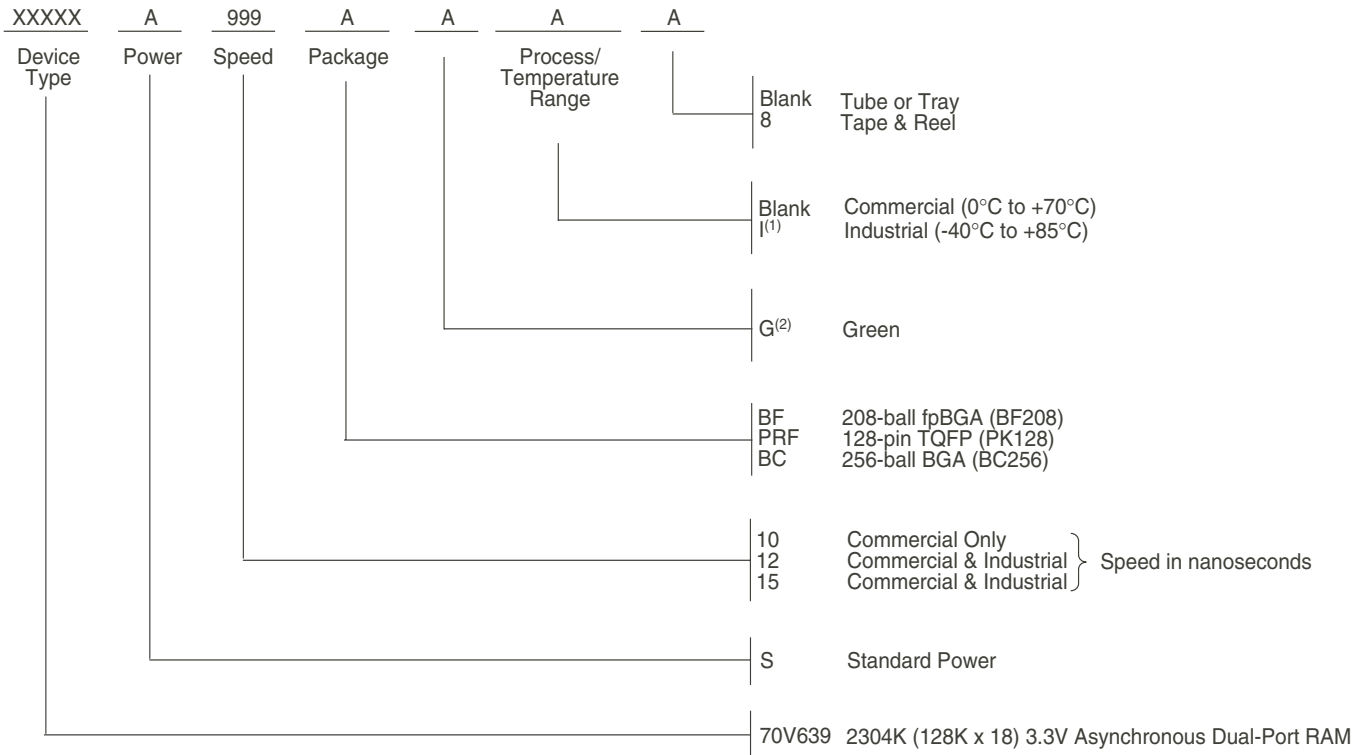 XXXXX A 999 A A A A
Device Type Power Speed Package Process/ Temperature Range
Blank Tube or Tray
8 Tape & Reel
Blank Commercial (0°C to +70°C)
I(1) Industrial (-40°C to +85°C)
G(2) Green
BF 208-ball fpBGA (BF208)
PRF 128-pin TQFP (PK128)
BC 256-ball BGA (BC256)
10 Commercial Only
12 Commercial & Industrial Speed in nanoseconds
15 Commercial & Industrial
S Standard Power
70V639 2304K (128K x 18) 3.3V Asynchronous Dual-Port RAM